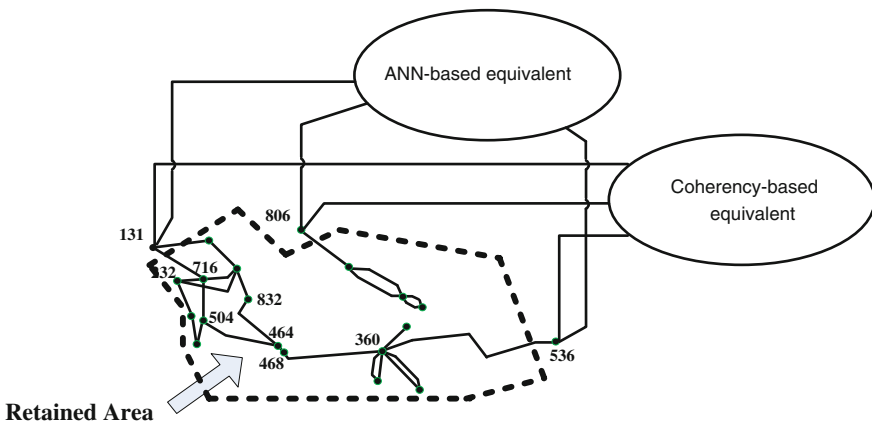 ANN-based equivalent
Coherency-based
equivalent
806
131
716
232
832
504
464
468
360
536
Retained Area